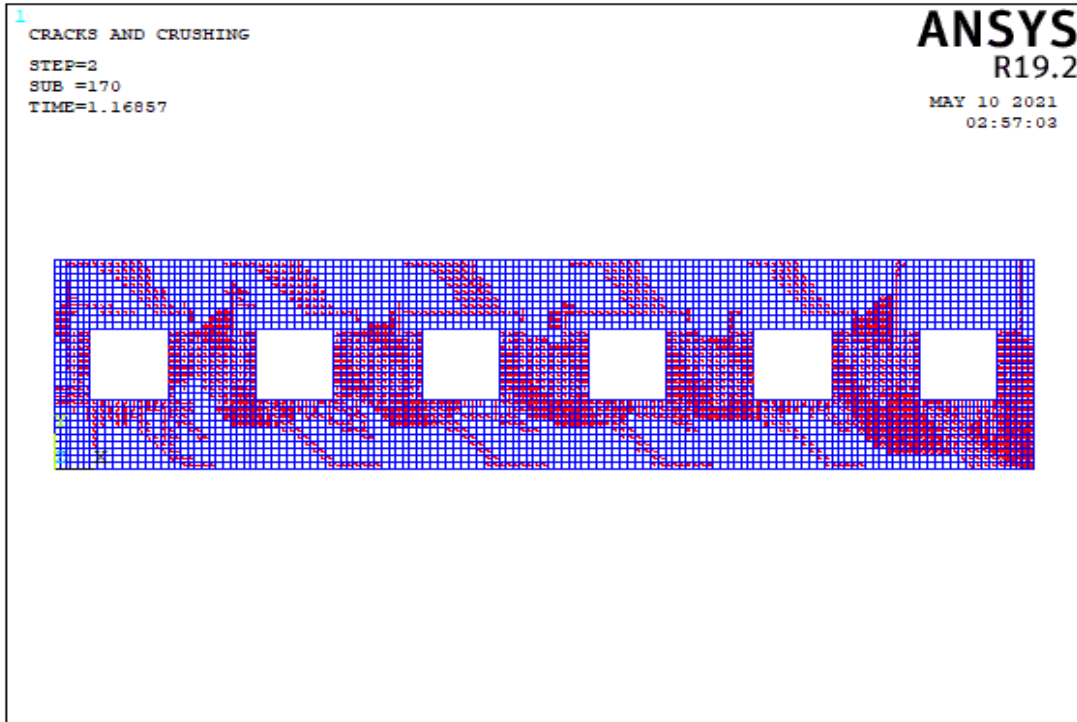 1
CRACKS AND CRUSHING
STEP=2
SUB =170
TIME=1.16857
ANSYS
R19.2
MAY 10 2021
02:57:03
X